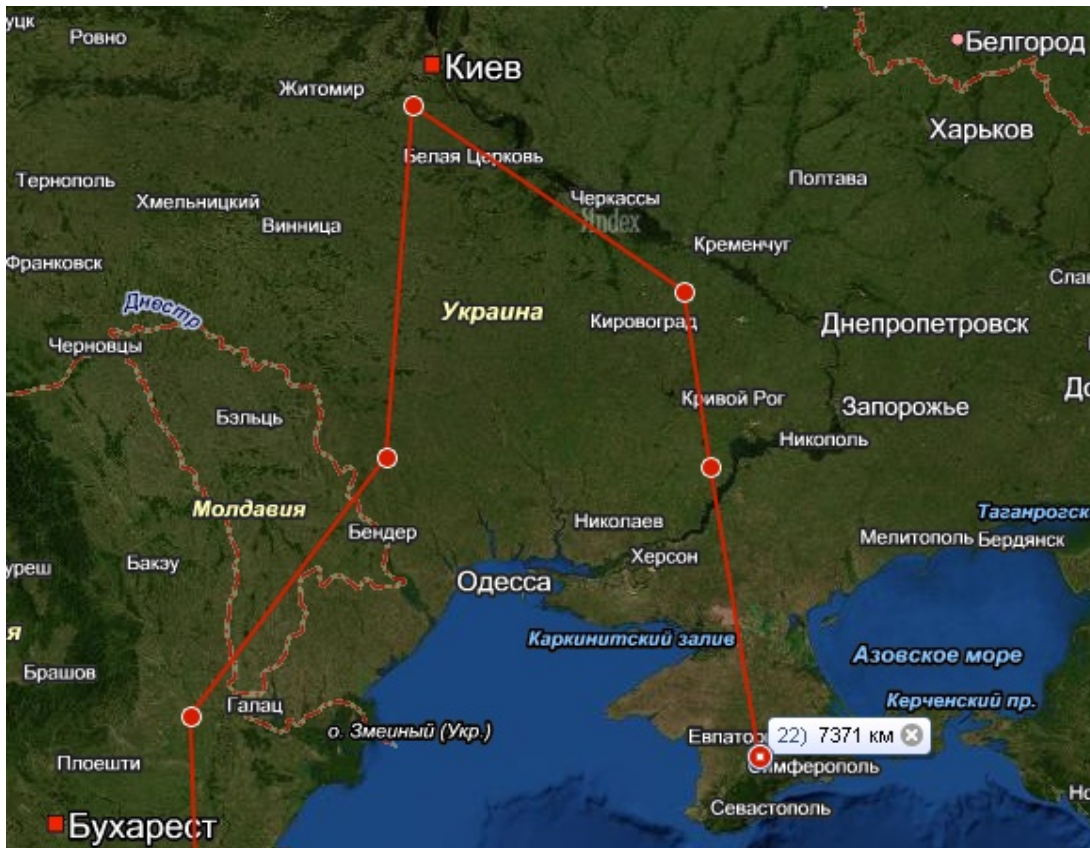 Ровно
Киев
Белгород
Житомир
Харьков
Белая Церковь
Тернополь
Полтава
Хмельницкий
Черкассы
Винница
Яndex
Кременчуг
Франковск
Днестр
Украина
Кировоград
Днепропетровск
Черновцы
Кривой Рог
Запорожье
Бэльць
Никополь
Молдавия
Таганрогск
Николаев
Бендер
Мелитополь
Бердянск
Херсон
Бакэу
уреш
Одесса
я
Каркинитский залив
Азовское море
Брашов
Керченский пр.
Галац
о. Змеиный (Укр.)
Евпатор
22) 7371 км
Плоешти
Симферополь
Но
Севастополь
Бухарест